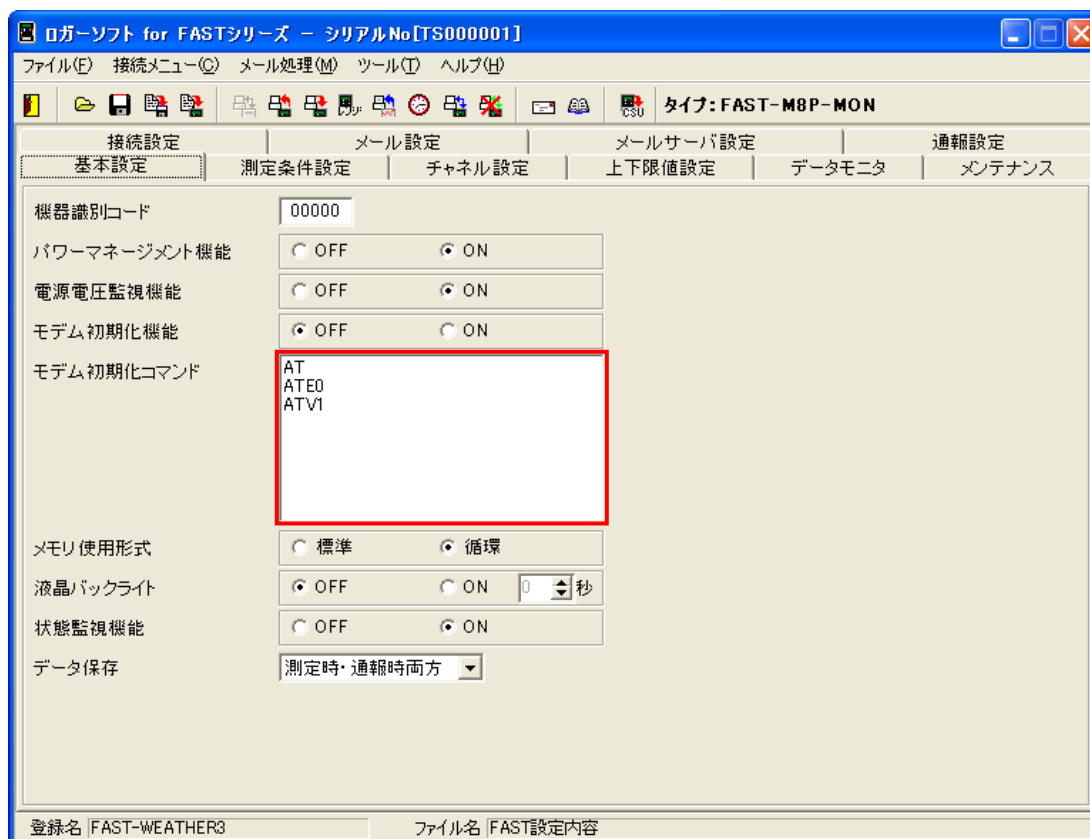 ロガーソフト for FASTシリーズ － シリアルNo[TS000001]
ファイル(F) 接続メニュー(C) メール処理(M) ツール(T) ヘルプ(H)
CSU タイプ:FAST-M8P-MON
接続設定 メール設定 メールサーバ設定 通報設定
基本設定 測定条件設定 チャネル設定 上下限値設定 データモニタ メンテナンス
機器識別コード 00000
パワーマネージメント機能 OFF ON
電源電圧監視機能 OFF ON
モデム初期化機能 OFF ON
モデム初期化コマンド AT
ATE0
ATV1
メモリ使用形式 標準 循環
液晶バックライト OFF ON 0 秒
状態監視機能 OFF ON
データ保存 測定時・通報時両方
登録名 FAST-WEATHER3 ファイル名 FAST設定内容